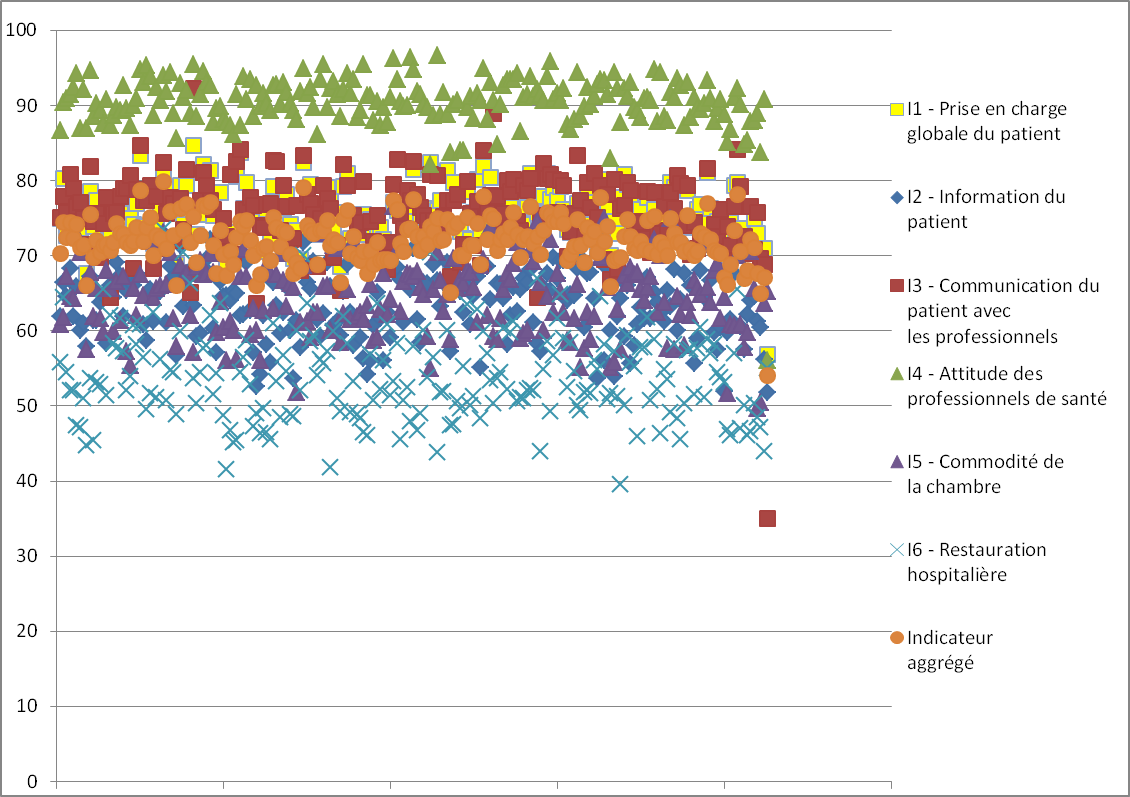 100
90
80
70
60
50
40
30
20
10
0
I1 - Prise en charge
globale du patient
I2 - Information du
patient
I3 - Communication du
patient avec
les professionnels
I4 - Attitude des
professionnels de santé
I5 - Commodité de
la chambre
I6 - Restauration
hospitalière
Indicateur
aggrégé